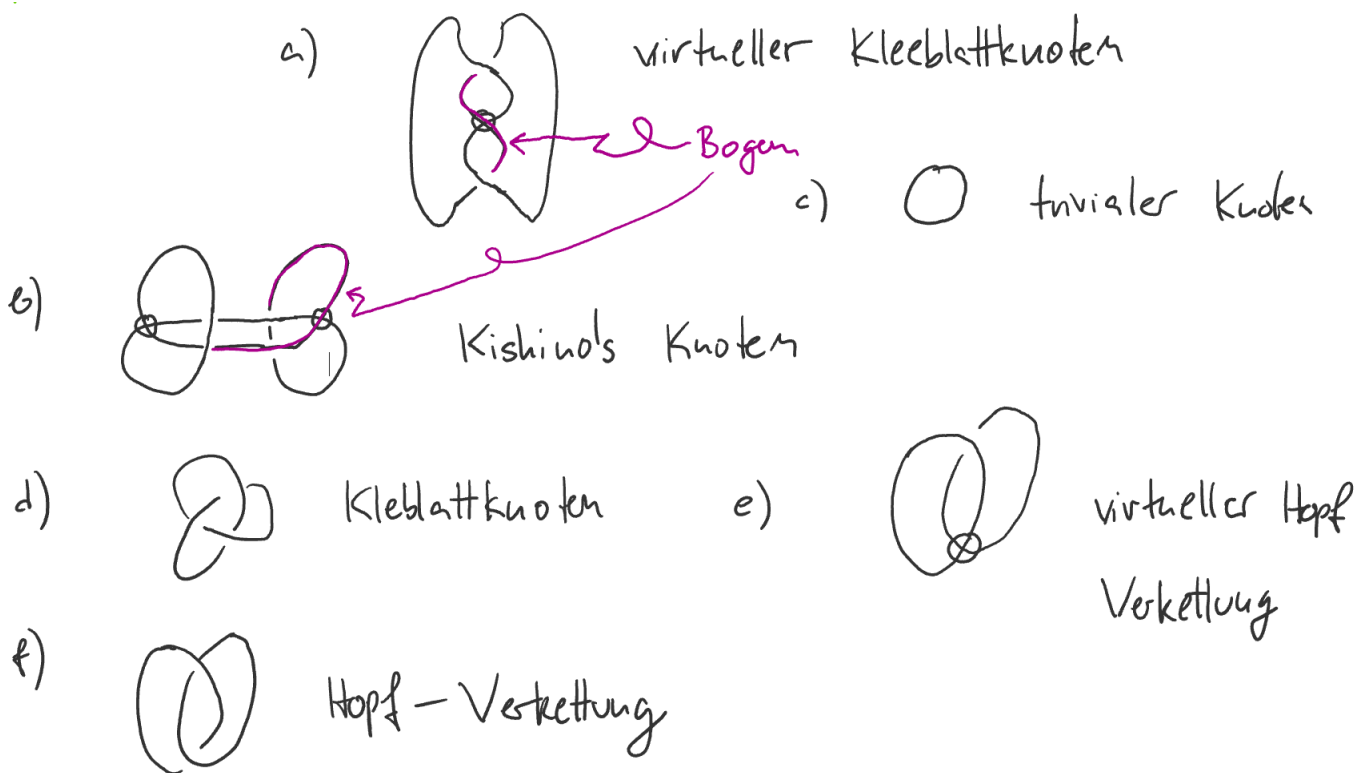 a) virtueller Kleeblattknoten
Bogen
c) trivialer Knoten
b) Kishino's Knoten
d) Kleblattknoten
e) virtueller Hopf
Verkettung
f) Hopf - Verkettung